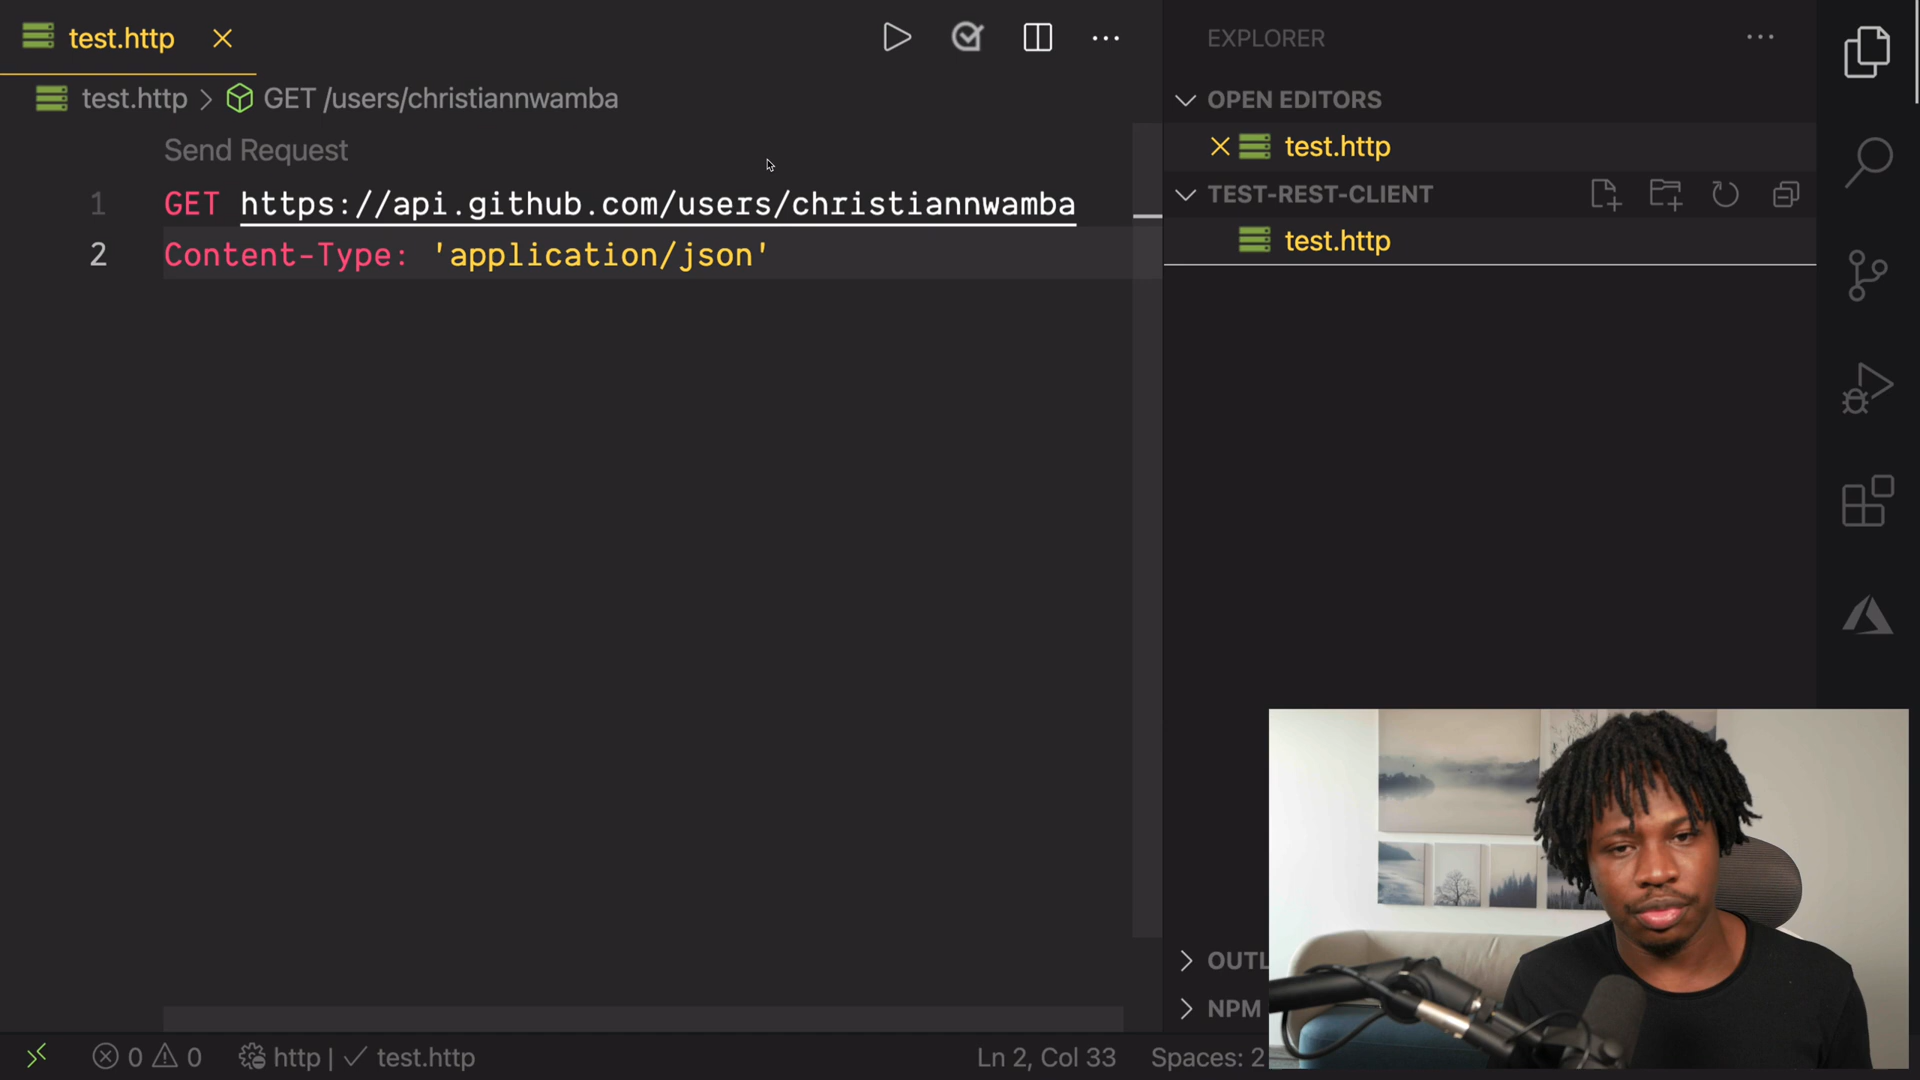 test.http
EXPLORER
test.http > GET /users/christiannwamba
OPEN EDITORS
test.http
Send Request
TEST-REST-CLIENT
1 GET https://api.github.com/users/christiannwamba
test.http
2 Content-Type: 'application/json'
OUTL
NPM
0 0 http | test.http Ln 2, Col 33 Spaces: 2